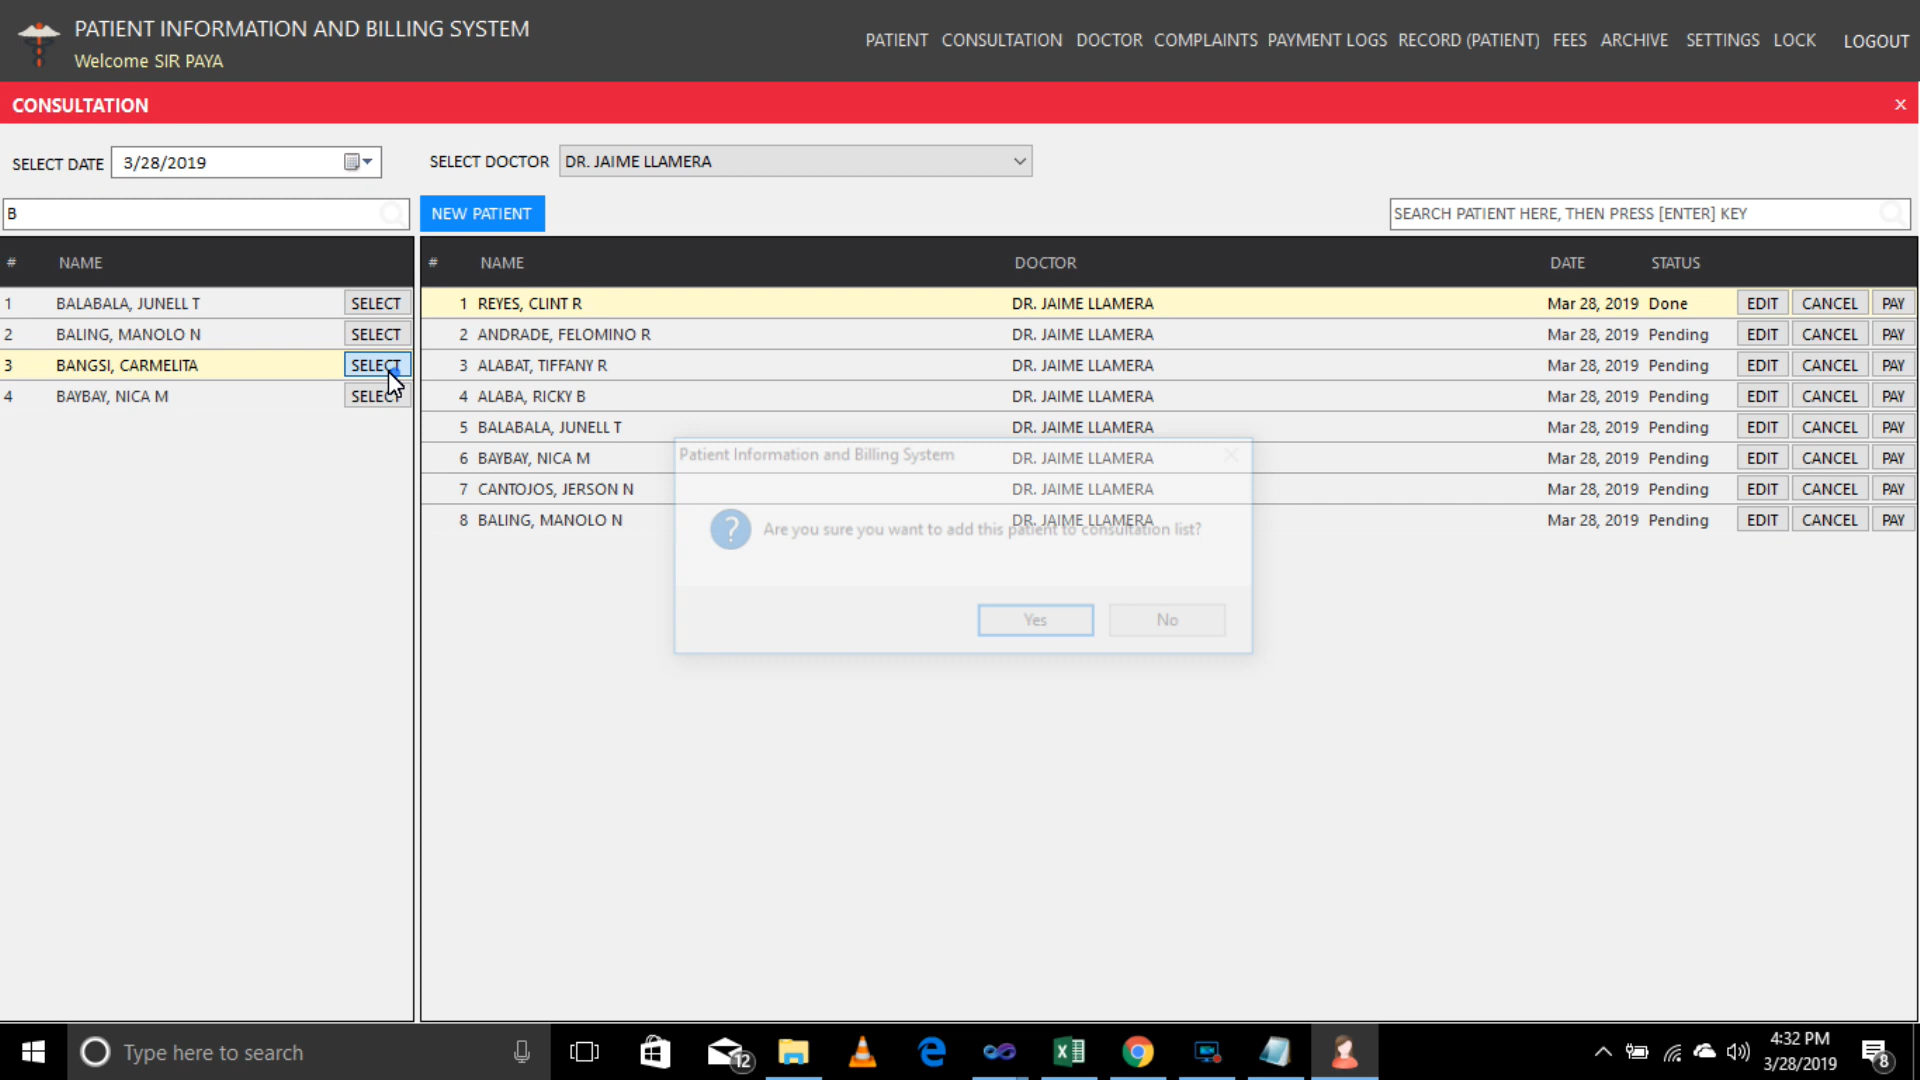 PATIENT INFORMATION AND BILLING SYSTEM
Welcome SIR PAYA
PATIENT CONSULTATION DOCTOR COMPLAINTS PAYMENT LOGS RECORD (PATIENT) FEES ARCHIVE SETTINGS LOCK LOGOUT
CONSULTATION x
SELECT DATE 3/28/2019 SELECT DOCTOR DR. JAIME LLAMERA
B NEW PATIENT SEARCH PATIENT HERE, THEN PRESS [ENTER] KEY
# NAME
1 BALABALA, JUNELL T SELECT
2 BALING, MANOLO N SELECT
3 BANGSI, CARMELITA SELECT
4 BAYBAY, NICA M SELECT
# NAME DOCTOR DATE STATUS
1 REYES, CLINT R DR. JAIME LLAMERA Mar 28, 2019 Done EDIT CANCEL PAY
2 ANDRADE, FELOMINO R DR. JAIME LLAMERA Mar 28, 2019 Pending EDIT CANCEL PAY
3 ALABAT, TIFFANY R DR. JAIME LLAMERA Mar 28, 2019 Pending EDIT CANCEL PAY
4 ALABA, RICKY B DR. JAIME LLAMERA Mar 28, 2019 Pending EDIT CANCEL PAY
5 BALABALA, JUNELL T DR. JAIME LLAMERA Mar 28, 2019 Pending EDIT CANCEL PAY
6 BAYBAY, NICA M DR. JAIME LLAMERA Mar 28, 2019 Pending EDIT CANCEL PAY
7 CANTOJOS, JERSON N DR. JAIME LLAMERA Mar 28, 2019 Pending EDIT CANCEL PAY
8 BALING, MANOLO N DR. JAIME LLAMERA Mar 28, 2019 Pending EDIT CANCEL PAY
Patient Information and Billing System
Are you sure you want to add this patient to consultation list?
Yes No
Type here to search 12 4:32 PM
3/28/2019 8